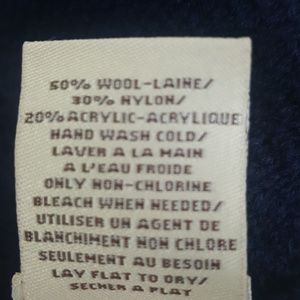 50% WOOL-LAINE/
30% NYLON/
20% ACRYLIC-ACRYLIQUE
HAND WASH COLD/
LAVER A LA MAIN
A L'EAU FROIDE
ONLY NON-CHLORINE
BLEACH WHEN NEEDED/
UTILISER UN AGENT DE
BLANCHIMENT NON CHLORE
SEULEMENT AU BESOIN
LAY FLAT TO DRY/
SECHER A PLAT